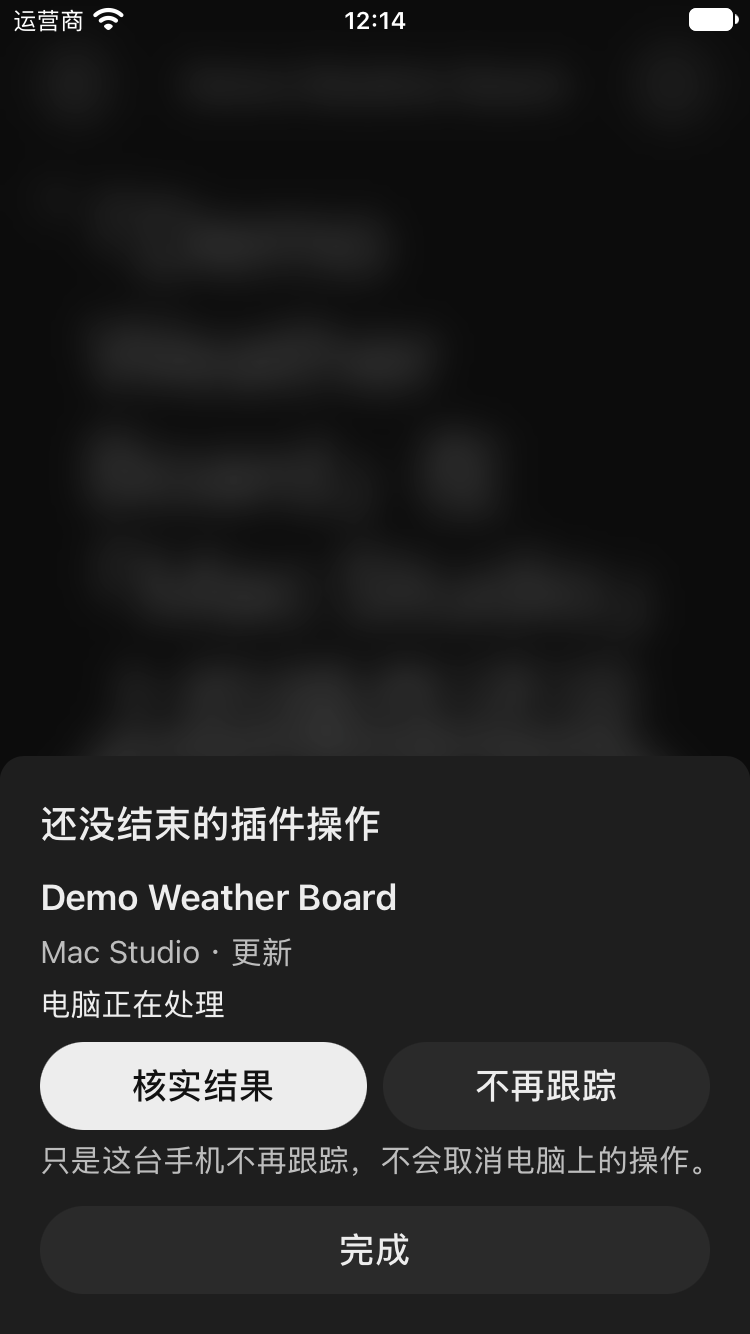 运营商
12:14
还没结束的插件操作
Demo Weather Board
Mac Studio · 更新
电脑正在处理
核实结果
不再跟踪
只是这台手机不再跟踪，不会取消电脑上的操作。
完成